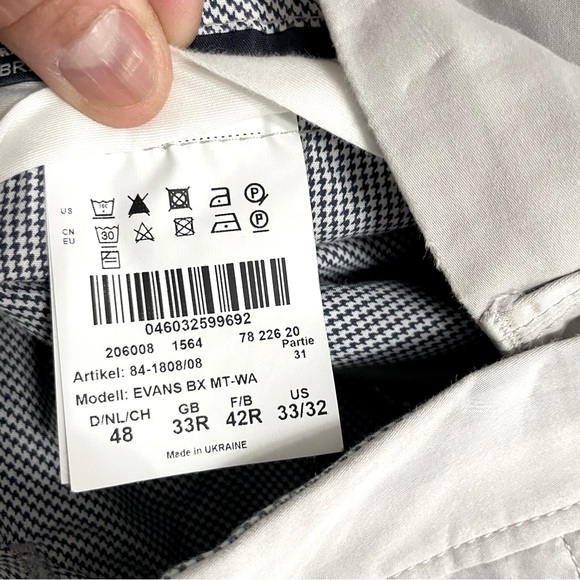 BR
US
CN
EU
30
P
P
046032599692
206008 1564 78 226 20
Partie
31
Artikel: 84-1808/08
Modell: EVANS BX MT-WA
D/NL/CH GB F/B US
48 33R 42R 33/32
Made in UKRAINE